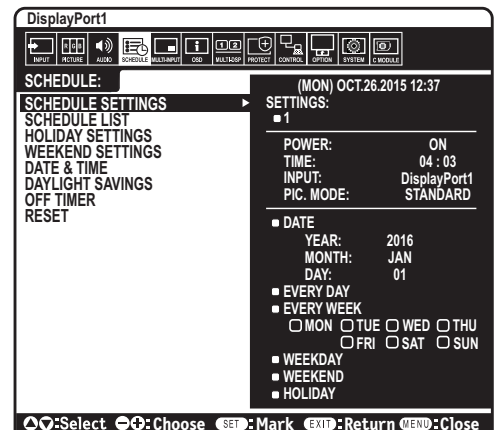 DisplayPort1
INPUT PICTURE AUDIO SCHEDULE MULTI-INPUT OSD MULTI-DSP PROTECT CONTROL OPTION SYSTEM C MODULE
SCHEDULE:
SCHEDULE SETTINGS
SCHEDULE LIST
HOLIDAY SETTINGS
WEEKEND SETTINGS
DATE & TIME
DAYLIGHT SAVINGS
OFF TIMER
RESET
(MON) OCT.26.2015 12:37
SETTINGS:
1
POWER: ON
TIME: 04 : 03
INPUT: DisplayPort1
PIC. MODE: STANDARD
DATE
YEAR: 2016
MONTH: JAN
DAY: 01
EVERY DAY
EVERY WEEK
MON TUE WED THU
FRI SAT SUN
WEEKDAY
WEEKEND
HOLIDAY
:Select :Choose SET :Mark EXIT :Return MENU :Close